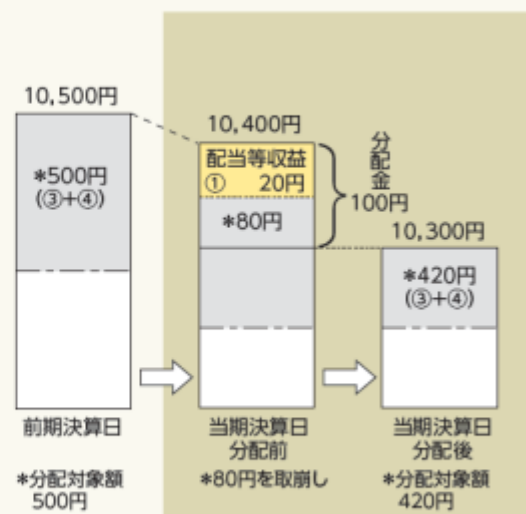 10,500円
*500円
(③+④)
前期決算日
*分配対象額
500円
10,400円
配当等収益
① 20円
*80円
分配金
100円
当期決算日
分配前
*80円を取崩し
10,300円
*420円
(③+④)
当期決算日
分配後
*分配対象額
420円